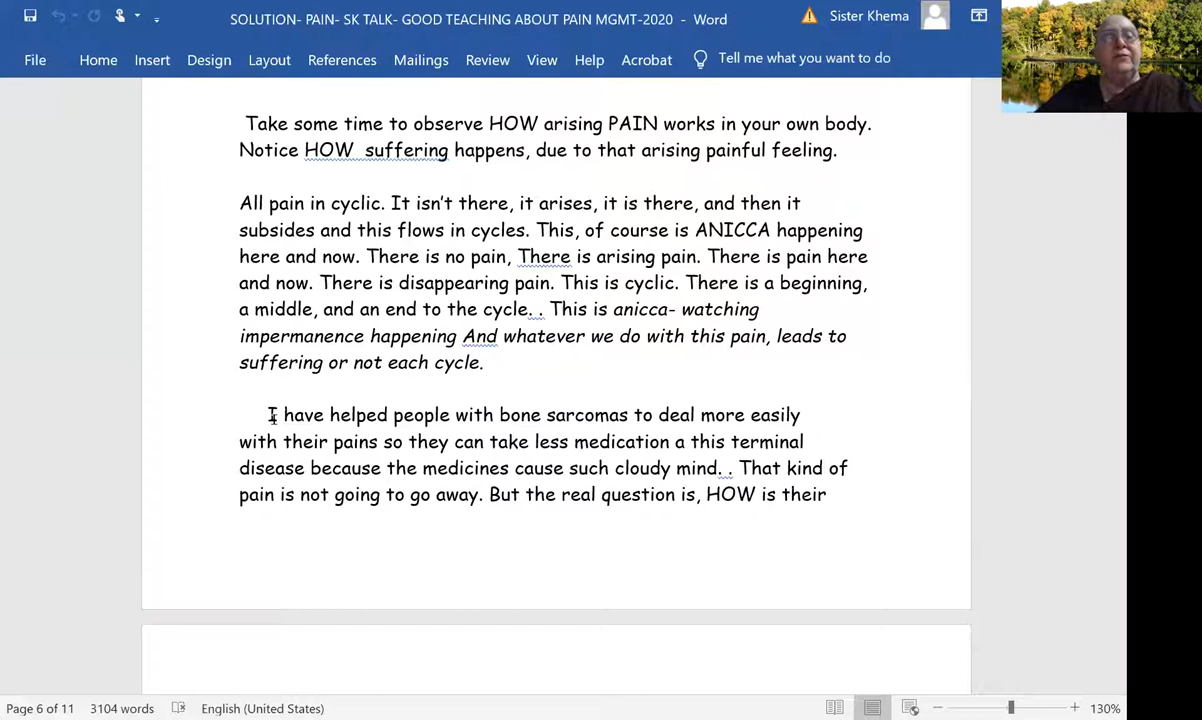 SOLUTION- PAIN- SK TALK- GOOD TEACHING ABOUT PAIN MGMT-2020 - Word
Sister Khema
File Home Insert Design Layout References Mailings Review View Help Acrobat Tell me what you want to do
Take some time to observe HOW arising PAIN works in your own body.
Notice HOW suffering happens, due to that arising painful feeling.
All pain in cyclic. It isn't there, it arises, it is there, and then it
subsides and this flows in cycles. This, of course is ANICCA happening
here and now. There is no pain, There is arising pain. There is pain here
and now. There is disappearing pain. This is cyclic. There is a beginning,
a middle, and an end to the cycle. . This is anicca- watching
impermanence happening And whatever we do with this pain, leads to
suffering or not each cycle.
I have helped people with bone sarcomas to deal more easily
with their pains so they can take less medication a this terminal
disease because the medicines cause such cloudy mind. . That kind of
pain is not going to go away. But the real question is, HOW is their
Page 6 of 11 3104 words English (United States) 130%